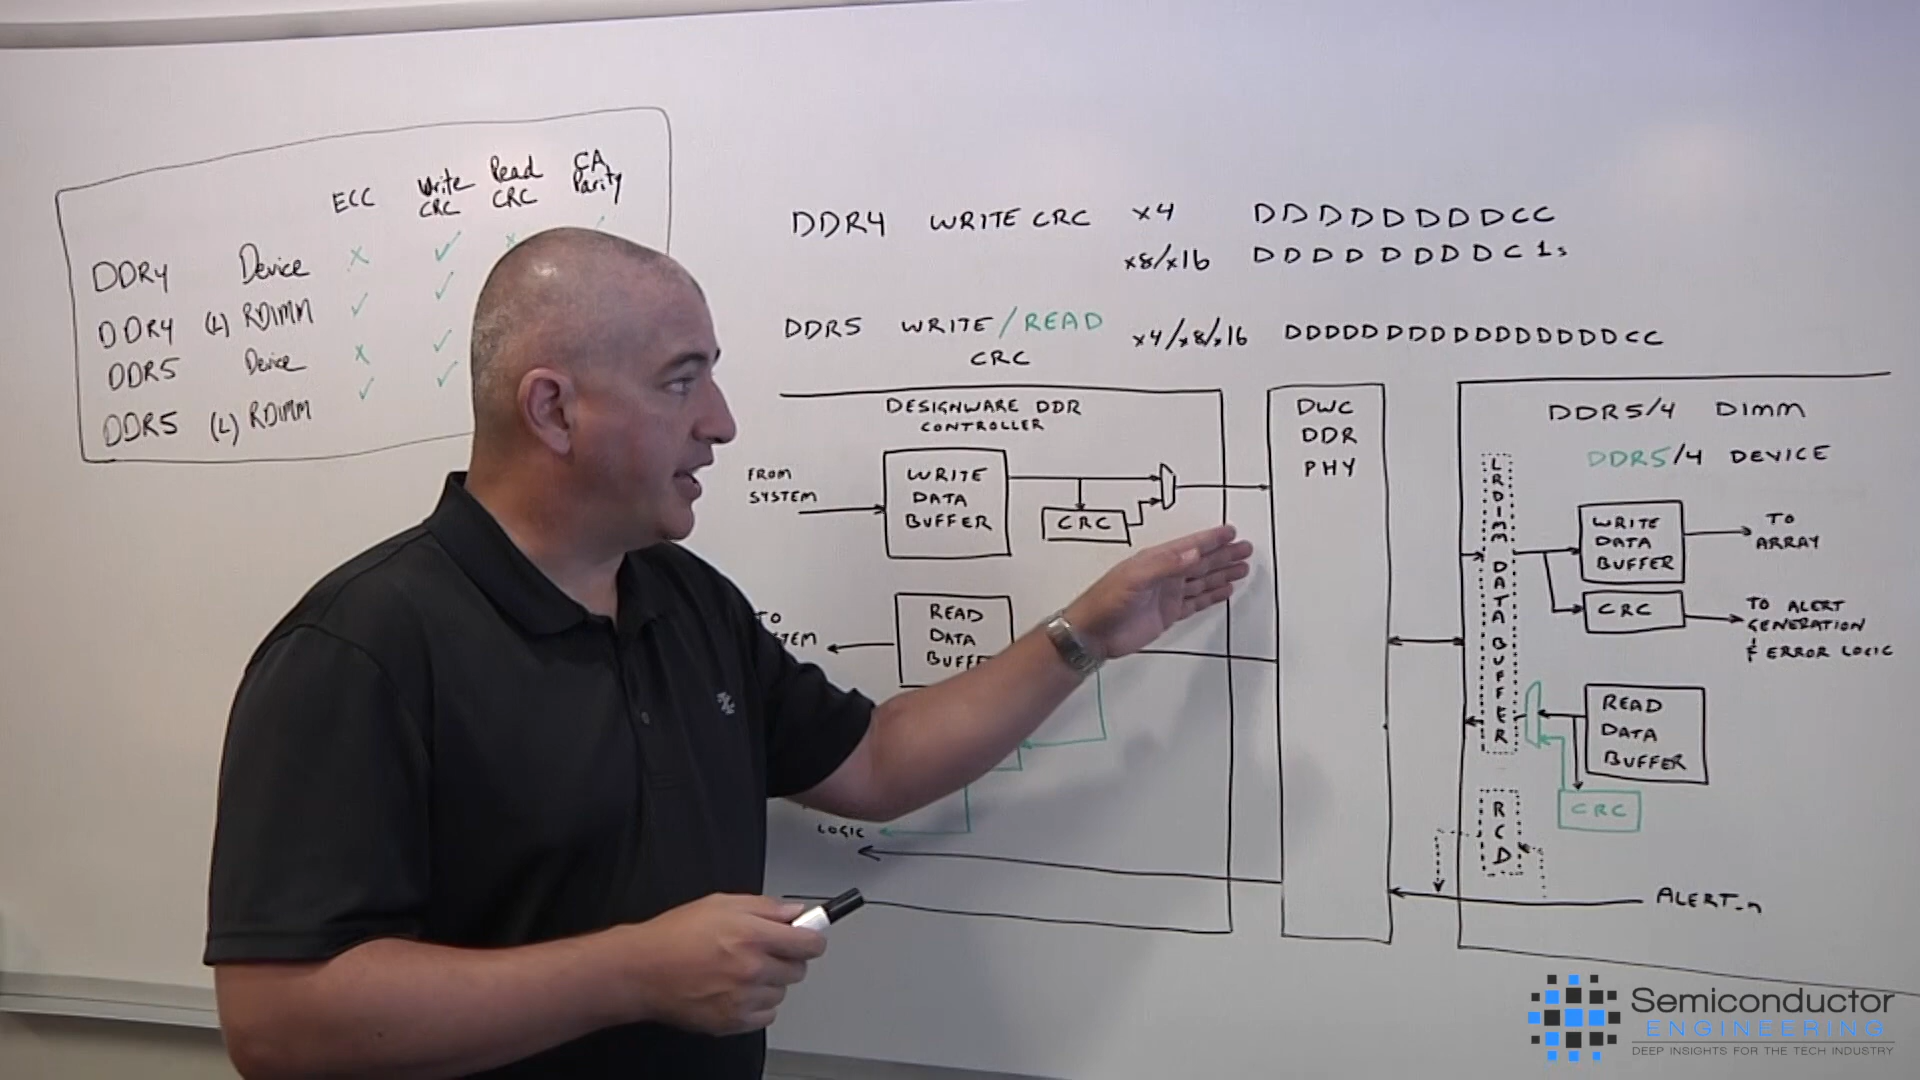 ECC Write CRC Read CRC CA Parity
DDR4 Device x ✓ x
DDR4 (L) RDIMM ✓ ✓
DDR5 Device x ✓
DDR5 (L) RDIMM ✓ ✓
DDR4 WRITE CRC x4 DDDDDDDDCC
x8/x16 DDDDDDDDC1s
DDR5 WRITE/READ CRC x4/x8/x16 DDDDDDDDDDDDDDDDCC
DESIGNWARE DDR
CONTROLLER
FROM
SYSTEM
WRITE
DATA
BUFFER
CRC
TO
READ
DATA
LOGIC
DWC
DDR
PHY
DDR5/4 DIMM
DDR5/4 DEVICE
LRDIMM DATA BUFFER
WRITE
DATA
BUFFER
TO
ARRAY
CRC
TO ALERT
GENERATION
& ERROR LOGIC
READ
DATA
BUFFER
CRC
RCD
ALERT_n
Semiconductor
ENGINEERING
DEEP INSIGHTS FOR THE TECH INDUSTRY